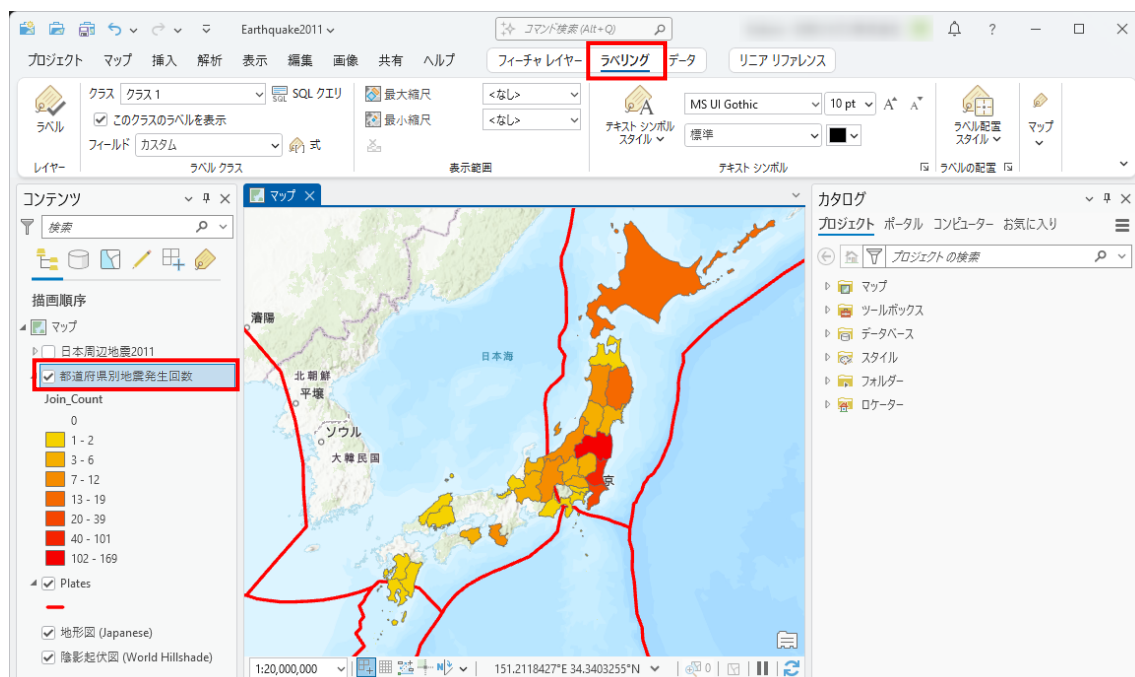 Earthquake2011
コマンド検索 (Alt+Q)
?
プロジェクト マップ 挿入 解析 表示 編集 画像 共有 ヘルプ フィーチャ レイヤー ラベリング データ リニア リファレンス
クラス クラス 1 SQL SQL クエリ 最大縮尺 <なし> MS UI Gothic 10 pt A A
ラベル このクラスのラベルを表示 最小縮尺 <なし> テキスト シンボル スタイル 標準 ラベル配置 スタイル マップ
フィールド カスタム 式
レイヤー ラベル クラス 表示範囲 テキスト シンボル ラベルの配置
コンテンツ
検索
描画順序
マップ
日本周辺地震2011
都道府県別地震発生回数
Join_Count
0
1 - 2
3 - 6
7 - 12
13 - 19
20 - 39
40 - 101
102 - 169
Plates
地形図 (Japanese)
陰影起伏図 (World Hillshade)
マップ
瀋陽
日本海
北朝鮮
平壌
ソウル
大韓民国
京
1:20,000,000 N 151.2118427°E 34.3403255°N 0
カタログ
プロジェクト ポータル コンピューター お気に入り
プロジェクトの検索
マップ
ツールボックス
データベース
スタイル
フォルダー
ロケーター